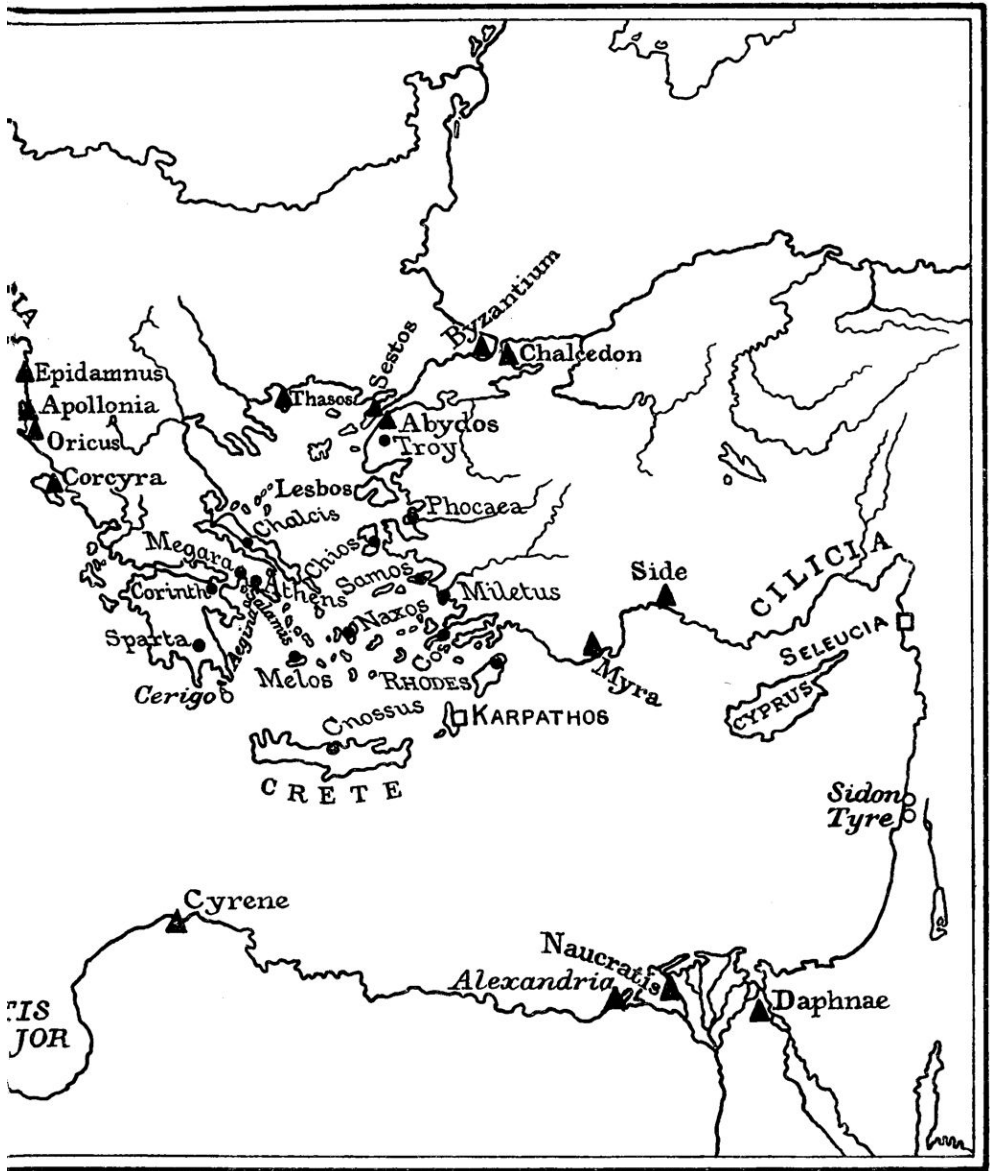 IA
Byzantium
Sestos
Chalcedon
Epidamnus
Thasos
Apollonia
Abydos
Oricus
Troy
Corcyra
Lesbos
Phocaea
Chalcis
Chios
Megara
Athens
Samos
Side
CILICIA
Corinth
Salamis
Aegina
Naxos
Miletus
Sparta
Cos
SELEUCIA
Melos
RHODES
Myra
CYPRUS
Cerigo
Cnossus
KARPATHOS
CRETE
Sidon
Tyre
Cyrene
Naucratis
Alexandria
Daphnae
TIS
JOR